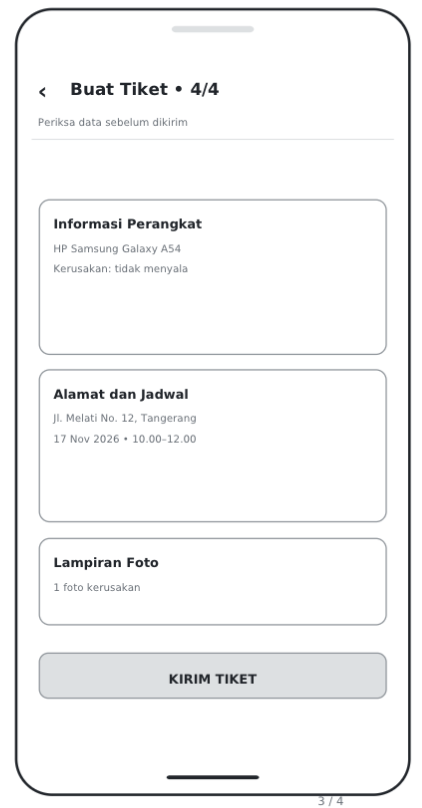 ‹ Buat Tiket • 4/4
Periksa data sebelum dikirim
Informasi Perangkat
HP Samsung Galaxy A54
Kerusakan: tidak menyala
Alamat dan Jadwal
Jl. Melati No. 12, Tangerang
17 Nov 2026 • 10.00–12.00
Lampiran Foto
1 foto kerusakan
KIRIM TIKET
3 / 4